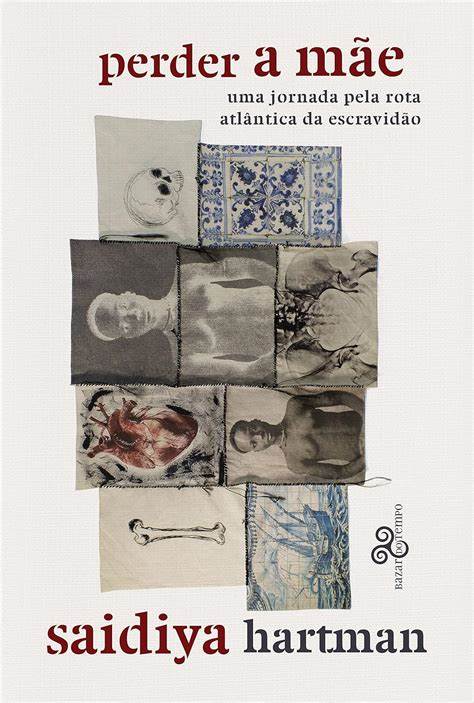 perder a mãe
uma jornada pela rota
atlântica da escravidão
BAZAR DO TEMPO
saidiya hartman